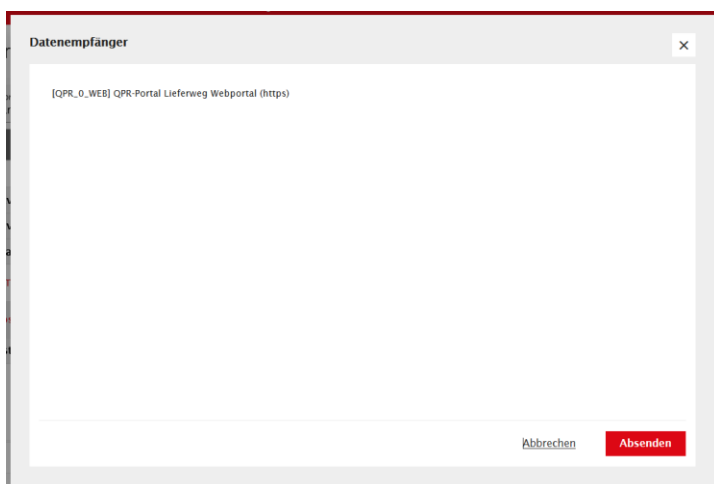 Datenempfänger
[QPR_0_WEB] QPR-Portal Lieferweg Webportal (https)
Abbrechen
Absenden